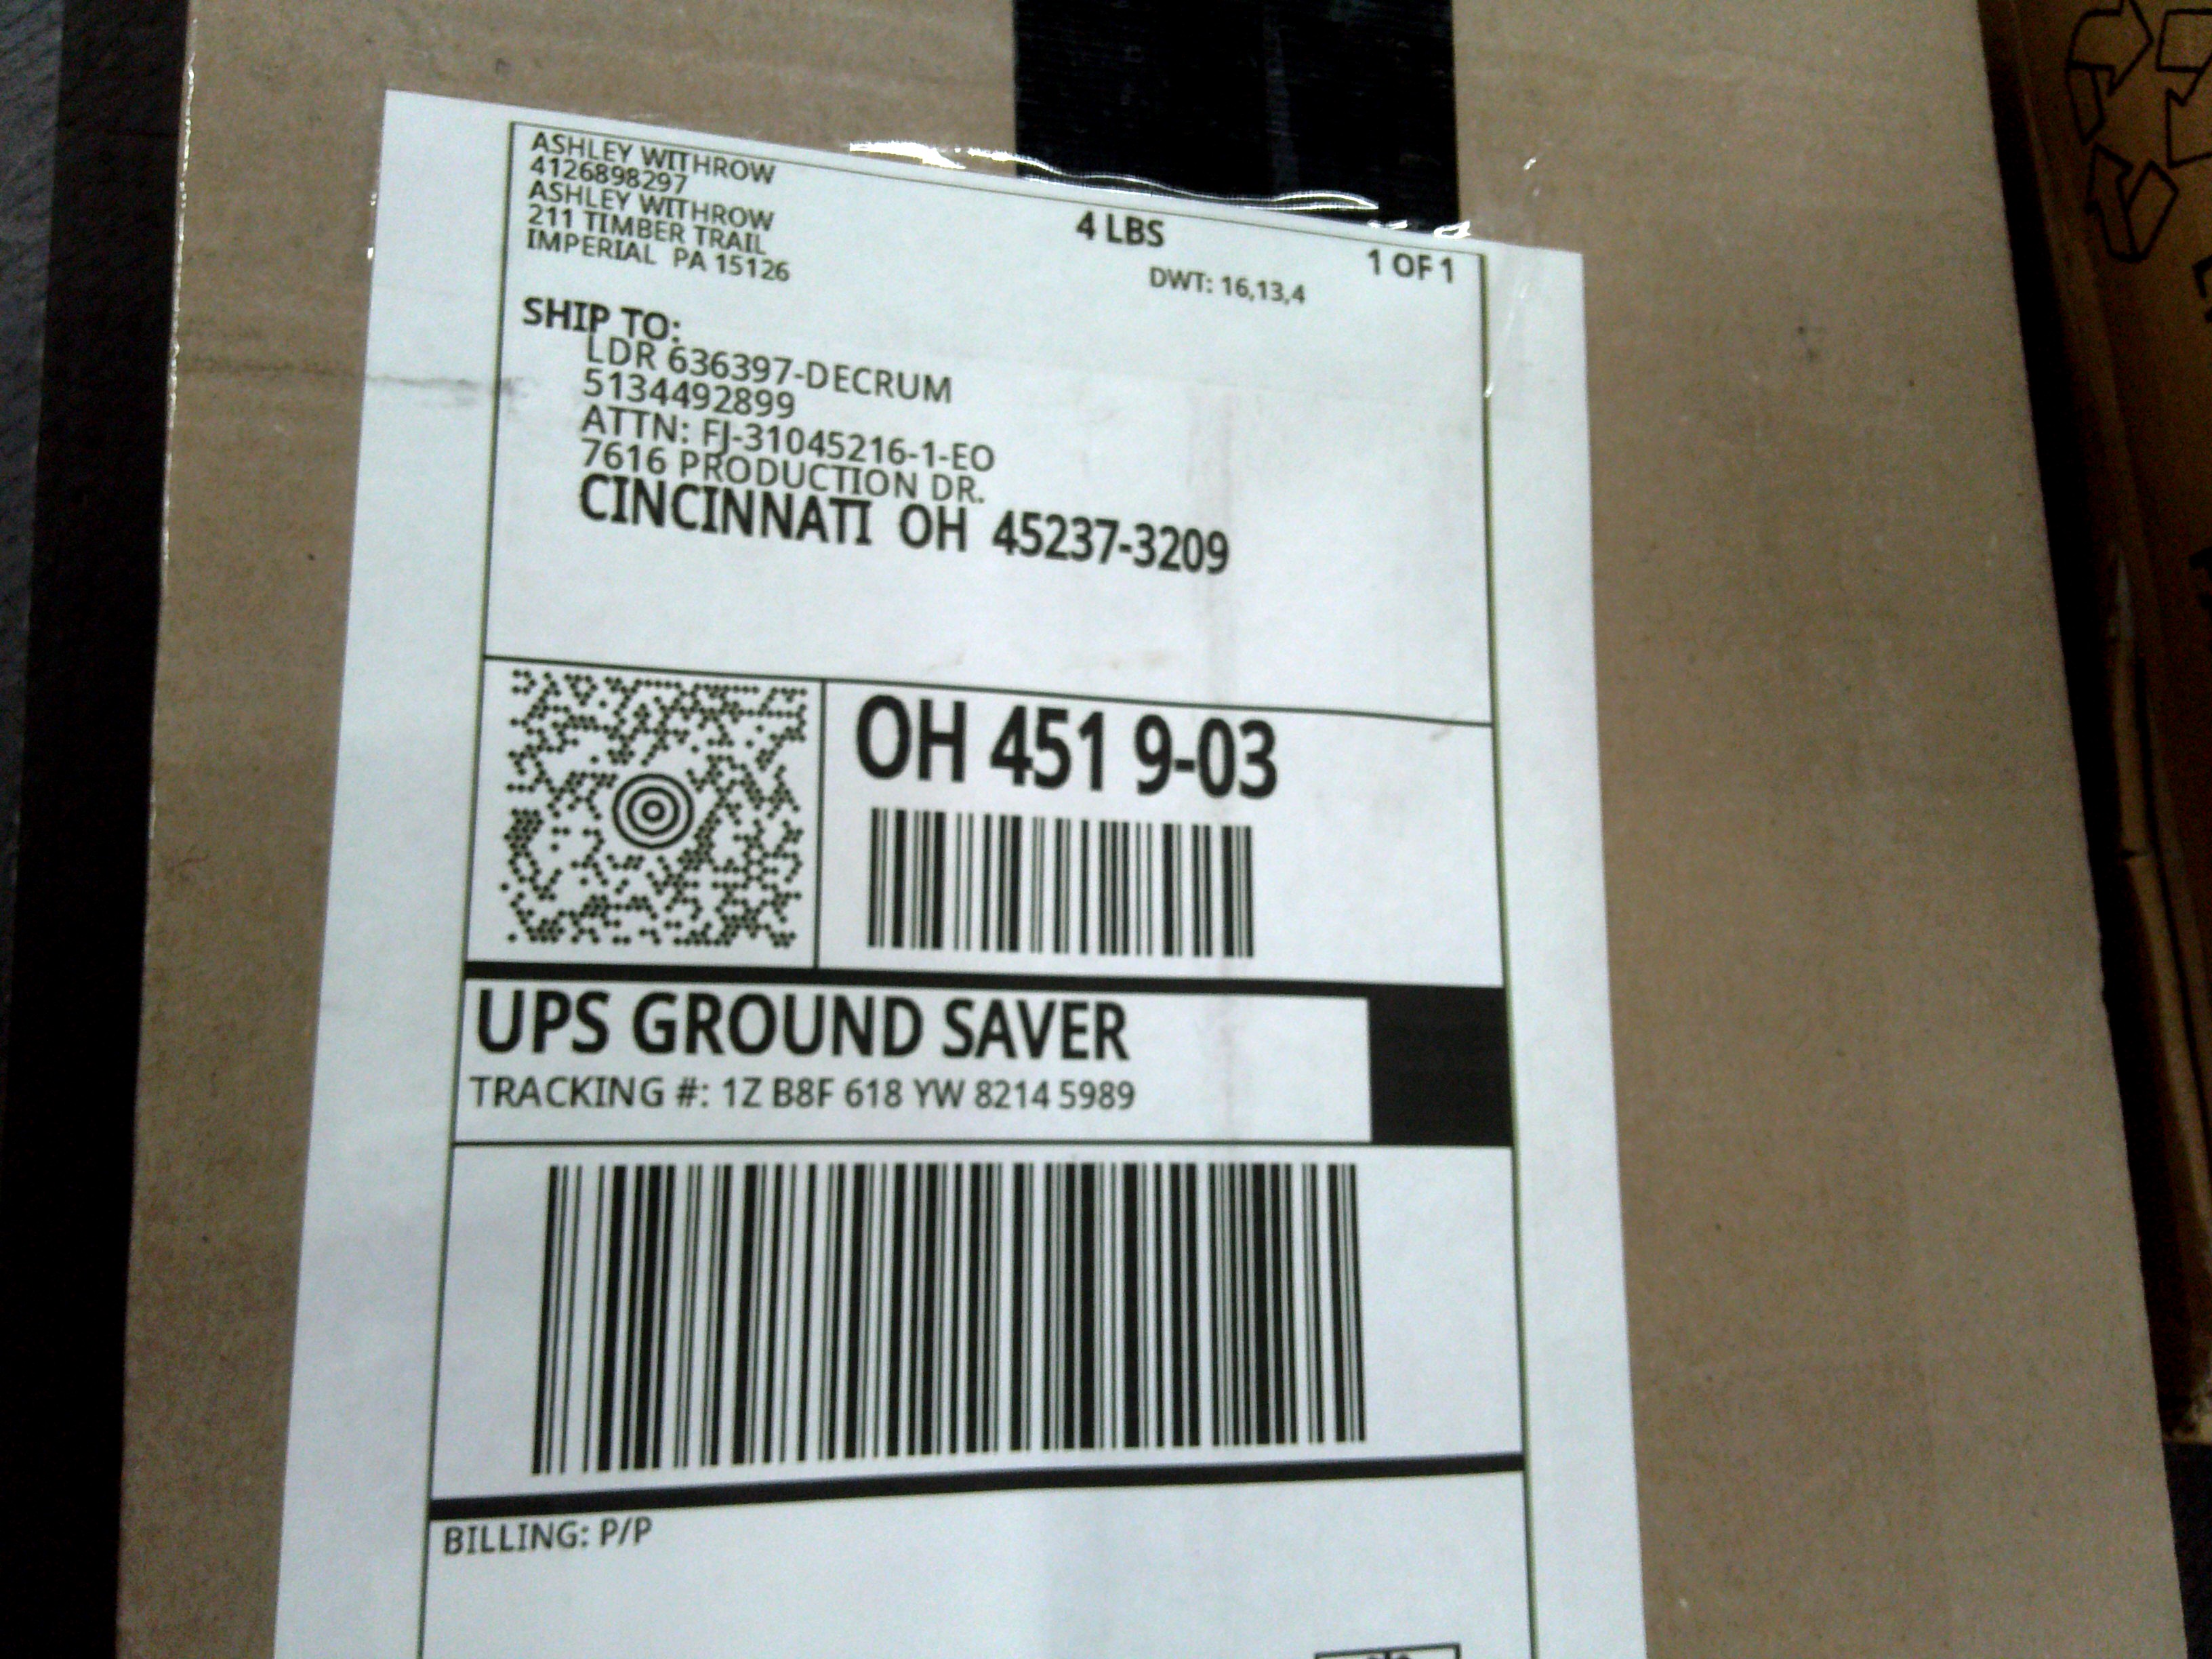 ASHLEY WITHROW
4126898297
ASHLEY WITHROW
211 TIMBER TRAIL
IMPERIAL PA 15126
4 LBS
1 OF 1
DWT: 16,13,4
SHIP TO:
LDR 636397-DECRUM
5134492899
ATTN: FJ-31045216-1-EO
7616 PRODUCTION DR.
CINCINNATI OH 45237-3209
OH 451 9-03
UPS GROUND SAVER
TRACKING #: 1Z B8F 618 YW 8214 5989
BILLING: P/P